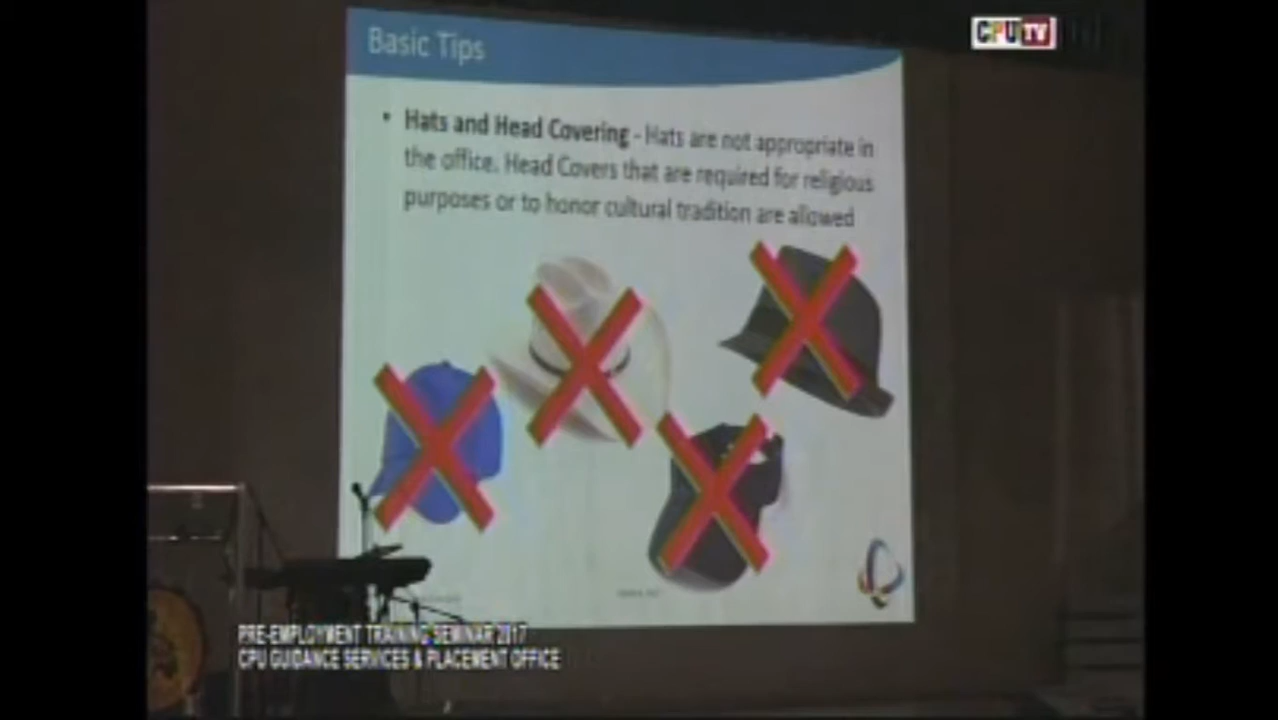 CPU TV
Basic Tips
• Hats and Head Covering - Hats are not appropriate in
the office. Head Covers that are required for religious
purposes or to honor cultural tradition are allowed
PRE-EMPLOYMENT TRAINING SEMINAR 2017
CPU GUIDANCE SERVICES & PLACEMENT OFFICE